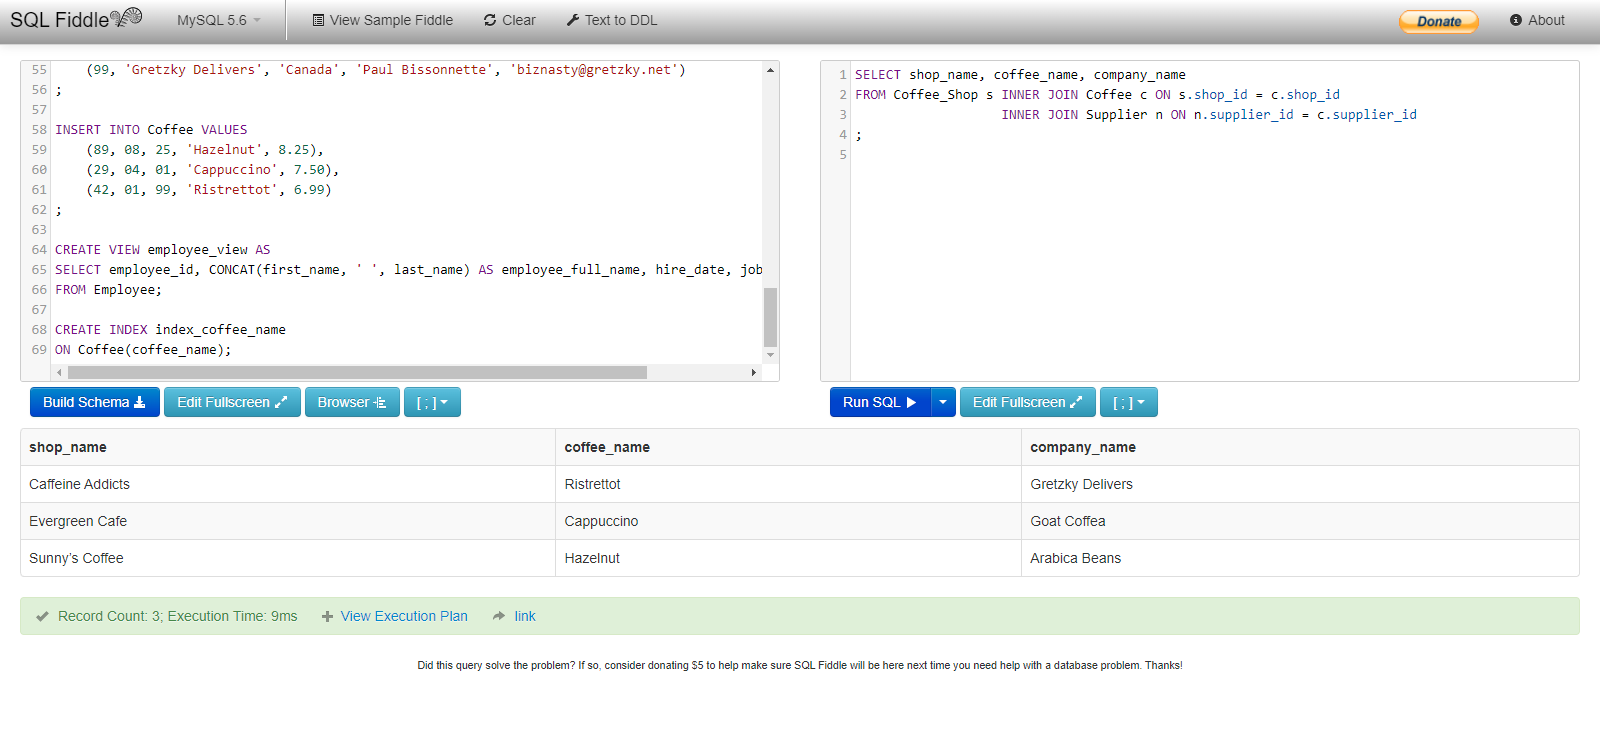 SQL Fiddle MySQL 5.6 View Sample Fiddle Clear Text to DDL Donate About
55 (99, 'Gretzky Delivers', 'Canada', 'Paul Bissonnette', 'biznasty@gretzky.net')
56 ;
57
58 INSERT INTO Coffee VALUES
59 (89, 08, 25, 'Hazelnut', 8.25),
60 (29, 04, 01, 'Cappuccino', 7.50),
61 (42, 01, 99, 'Ristrettot', 6.99)
62 ;
63
64 CREATE VIEW employee_view AS
65 SELECT employee_id, CONCAT(first_name, ' ', last_name) AS employee_full_name, hire_date, job
66 FROM Employee;
67
68 CREATE INDEX index_coffee_name
69 ON Coffee(coffee_name);
Build Schema Edit Fullscreen Browser [ ; ]
1 SELECT shop_name, coffee_name, company_name
2 FROM Coffee_Shop s INNER JOIN Coffee c ON s.shop_id = c.shop_id
3 INNER JOIN Supplier n ON n.supplier_id = c.supplier_id
4 ;
5
Run SQL Edit Fullscreen [ ; ]
shop_name coffee_name company_name
Caffeine Addicts Ristrettot Gretzky Delivers
Evergreen Cafe Cappuccino Goat Coffea
Sunny's Coffee Hazelnut Arabica Beans
Record Count: 3; Execution Time: 9ms View Execution Plan link
Did this query solve the problem? If so, consider donating $5 to help make sure SQL Fiddle will be here next time you need help with a database problem. Thanks!